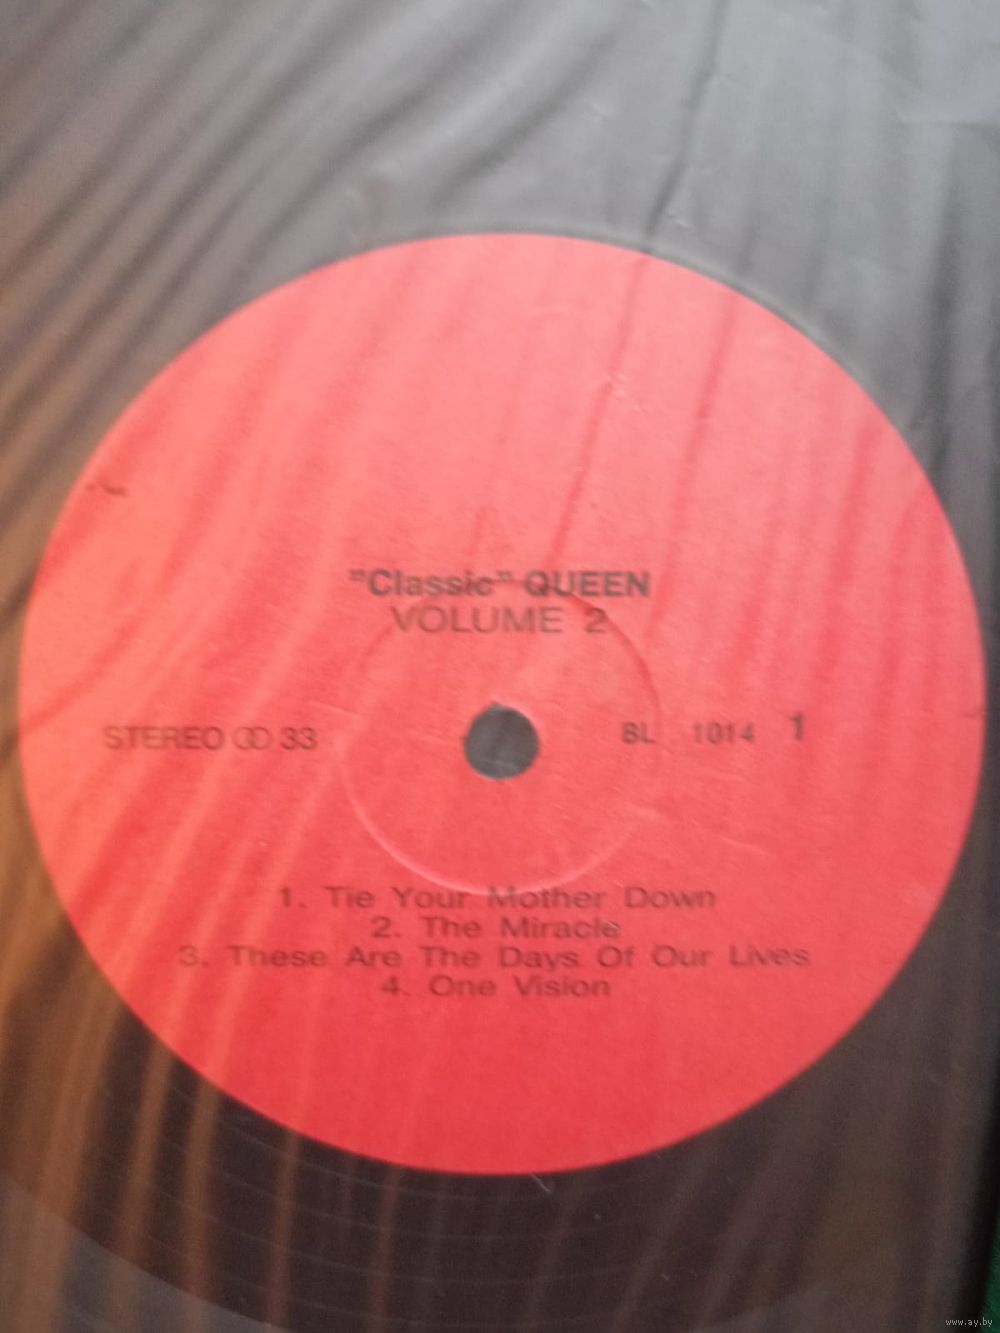 "Classic" QUEEN
VOLUME 2
STEREO OO 33
BL 1014 1
1. Tie Your Mother Down
2. The Miracle
3. These Are The Days Of Our Lives
4. One Vision
www.ay.by